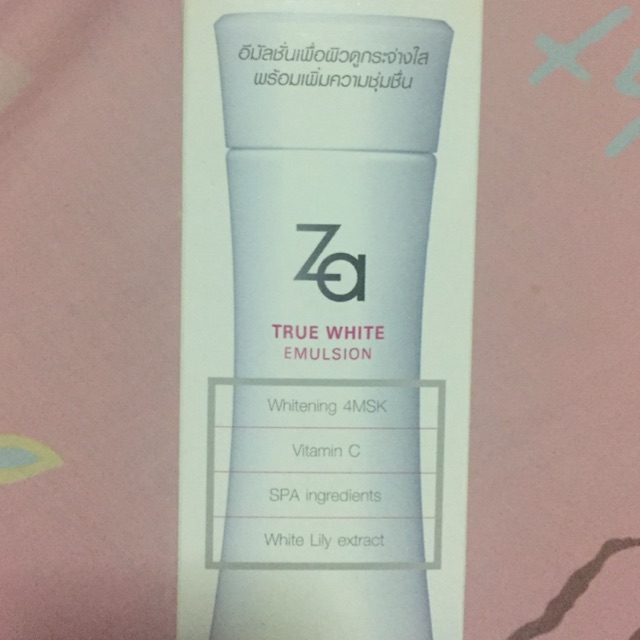 อีมัลชั่นเพื่อผิวดูกระจ่างใส
พร้อมเพิ่มความชุ่มชื่น
Za
TRUE WHITE
EMULSION
Whitening 4MSK
Vitamin C
SPA ingredients
White Lily extract